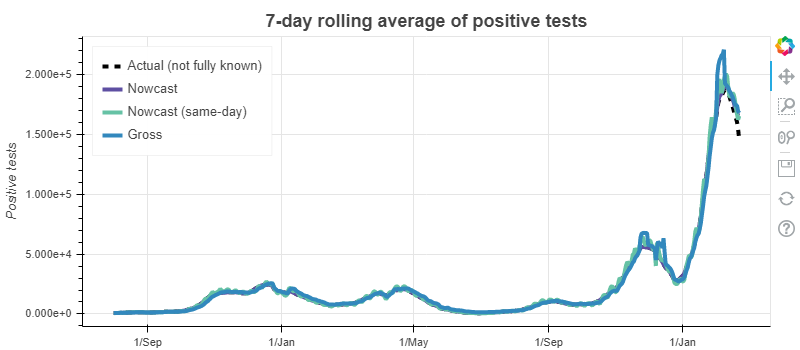 7-day rolling average of positive tests
Actual (not fully known)
Nowcast
Nowcast (same-day)
Gross
Positive tests
2.000e+5
1.500e+5
1.000e+5
5.000e+4
0.000e+0
1/Sep 1/Jan 1/May 1/Sep 1/Jan